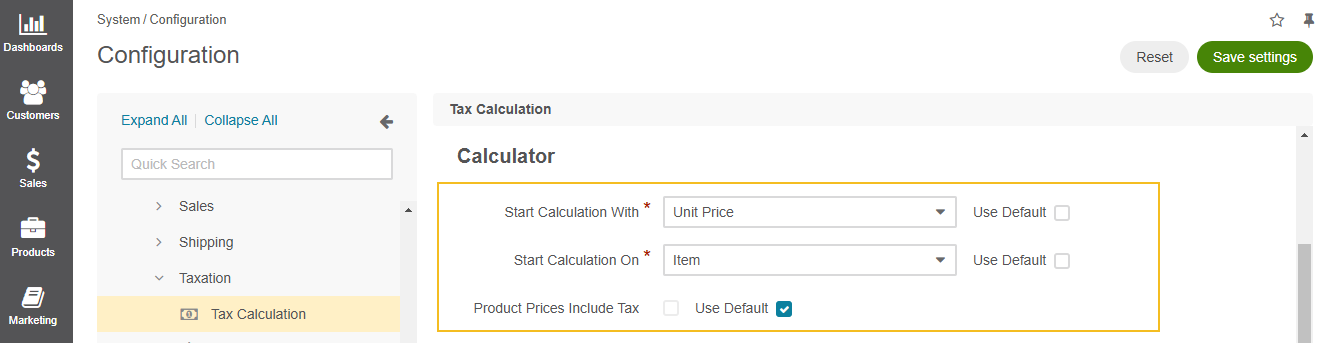 System / Configuration
Configuration
Reset
Save settings
Dashboards
Customers
Sales
Products
Marketing
Expand All | Collapse All
Quick Search
Sales
Shipping
Taxation
Tax Calculation
Tax Calculation
Calculator
Start Calculation With * Unit Price Use Default
Start Calculation On * Item Use Default
Product Prices Include Tax Use Default